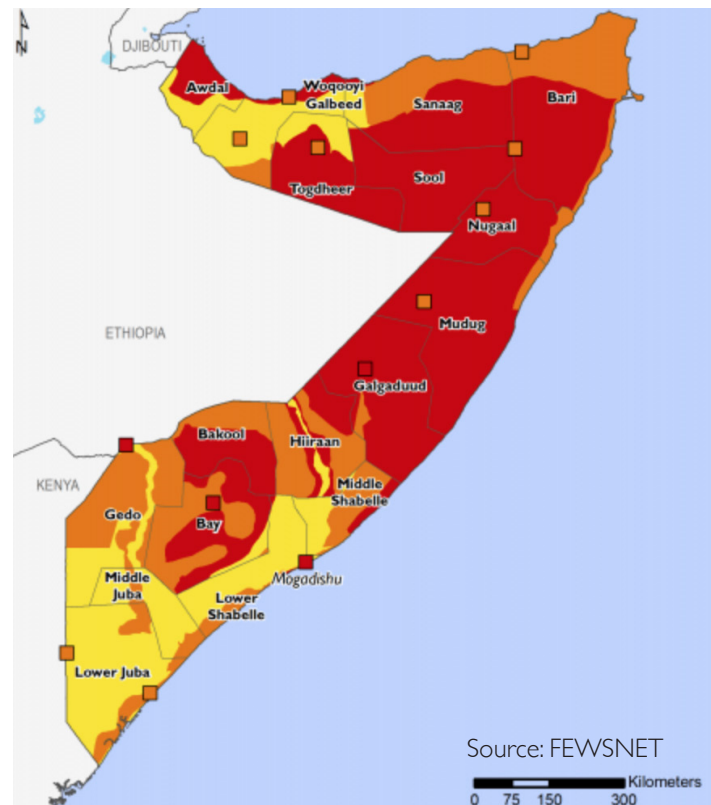 N
DJIBOUTI
Awdal
Woqooyi
Galbeed
Sanaag
Bari
Togdheer
Sool
Nugaal
ETHIOPIA
Mudug
Galgaduud
Bakool
Hiiraan
KENYA
Gedo
Bay
Middle
Shabelle
Middle
Juba
Mogadishu
Lower
Shabelle
Lower Juba
Source: FEWSNET
Kilometers
0 75 150 300